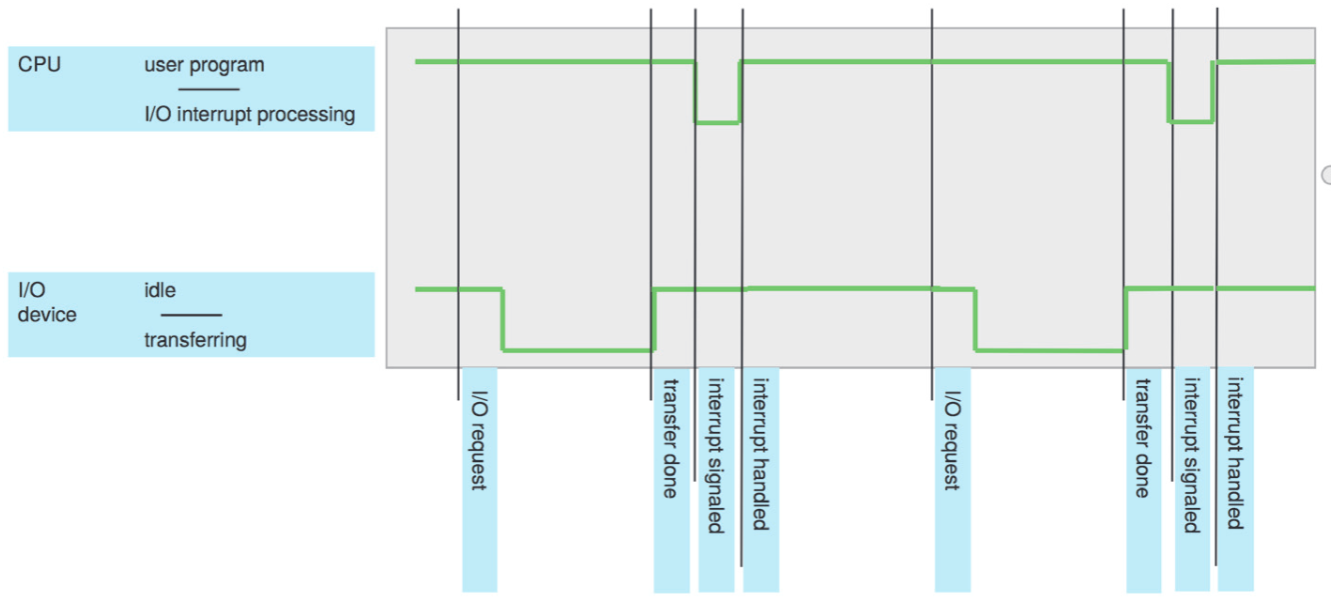 CPU
user program
I/O interrupt processing
I/O
device
idle
transferring
I/O request
transfer done
interrupt signaled
interrupt handled
I/O request
transfer done
interrupt signaled
interrupt handled